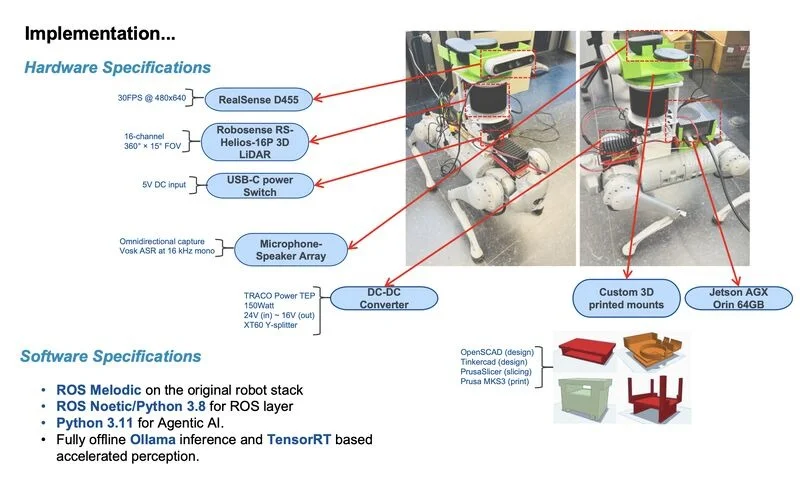 Implementation...
Hardware Specifications
30FPS @ 480x640
RealSense D455
16-channel
360° × 15° FOV
Robosense RS-
Helios-16P 3D
LiDAR
5V DC input
USB-C power
Switch
Omnidirectional capture
Vosk ASR at 16 kHz mono
Microphone-
Speaker Array
TRACO Power TEP
150Watt
24V (in) ~ 16V (out)
XT60 Y-splitter
DC-DC
Converter
Custom 3D
printed mounts
Jetson AGX
Orin 64GB
OpenSCAD (design)
Tinkercad (design)
PrusaSlicer (slicing)
Prusa MKS3 (print)
Software Specifications
• ROS Melodic on the original robot stack
• ROS Noetic/Python 3.8 for ROS layer
• Python 3.11 for Agentic AI.
• Fully offline Ollama inference and TensorRT based
accelerated perception.